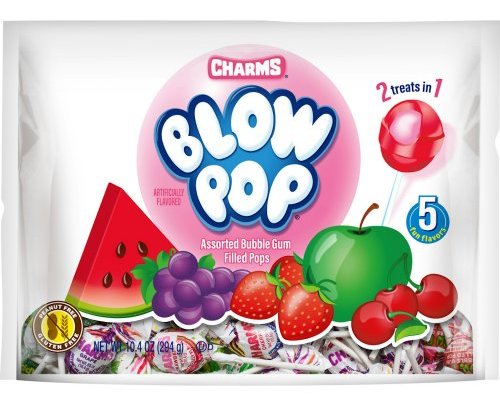 CHARMS®
2 treats in 1
BLOW
POP®
ARTIFICIALLY
FLAVORED
Assorted Bubble Gum
Filled Pops
5
fun flavors
PEANUT FREE
GLUTEN FREE
NET WT 10.4 OZ (294 g)